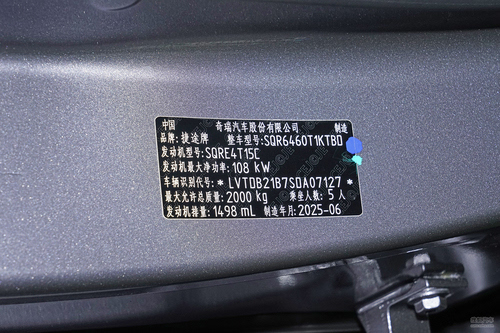 中国 奇瑞汽车股份有限公司 制造
品牌: 捷途牌 整车型号:SQR6460T1KTBD
发动机型号:SQRE4T15C
发动机最大净功率:108 kW
车辆识别代号:* LVTDB21B7SDA07127 *
最大允许总质量: 2000 kg 乘坐人数: 5 人
发动机排量: 1498 mL 制造年月:2025-06